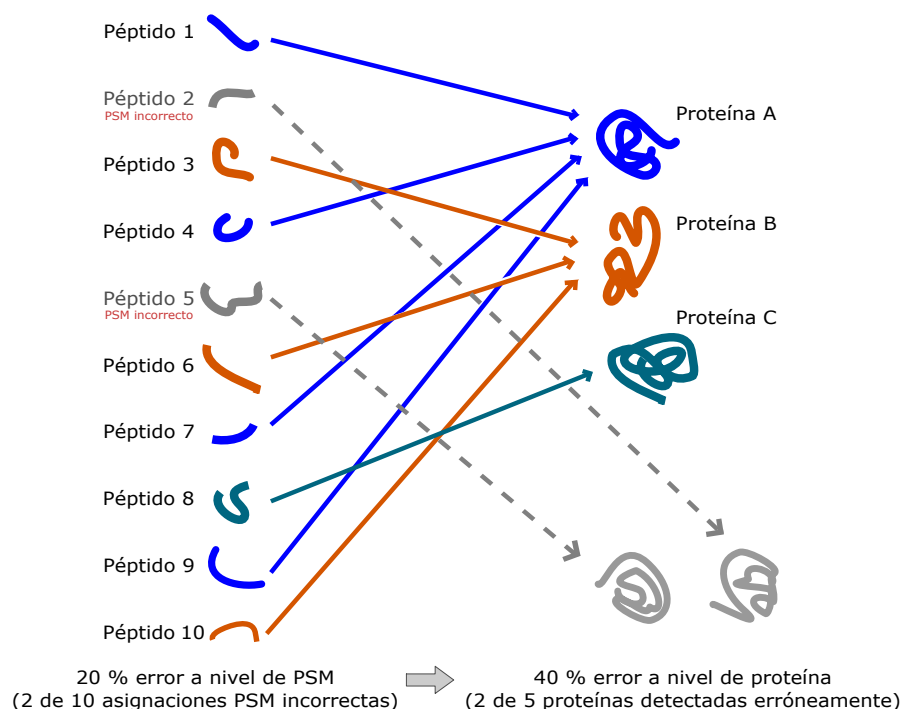 Péptido 1
Péptido 2
PSM incorrecto
Péptido 3
Péptido 4
Péptido 5
PSM incorrecto
Péptido 6
Péptido 7
Péptido 8
Péptido 9
Péptido 10
Proteína A
Proteína B
Proteína C
20 % error a nivel de PSM
(2 de 10 asignaciones PSM incorrectas)
40 % error a nivel de proteína
(2 de 5 proteínas detectadas erróneamente)